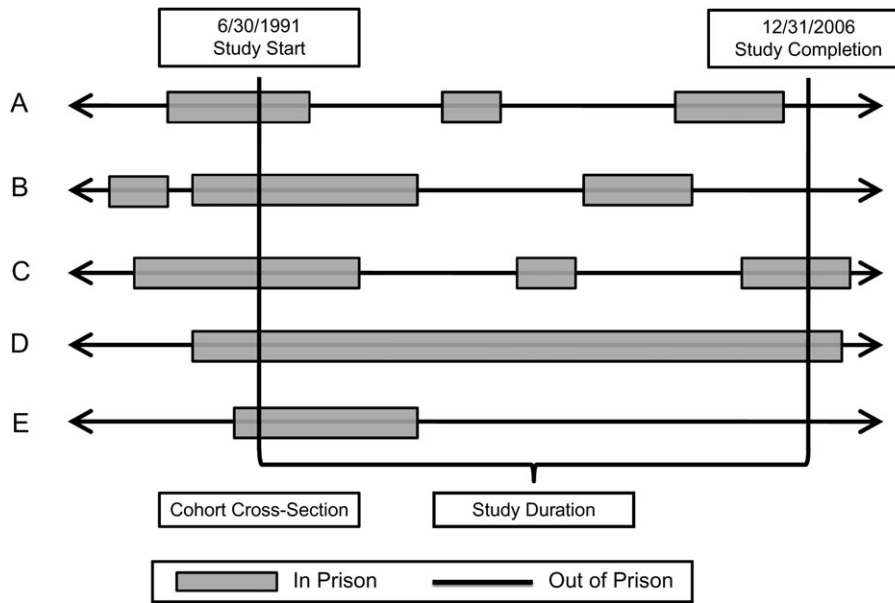 6/30/1991
Study Start
12/31/2006
Study Completion
A
B
C
D
E
Cohort Cross-Section
Study Duration
In Prison
Out of Prison